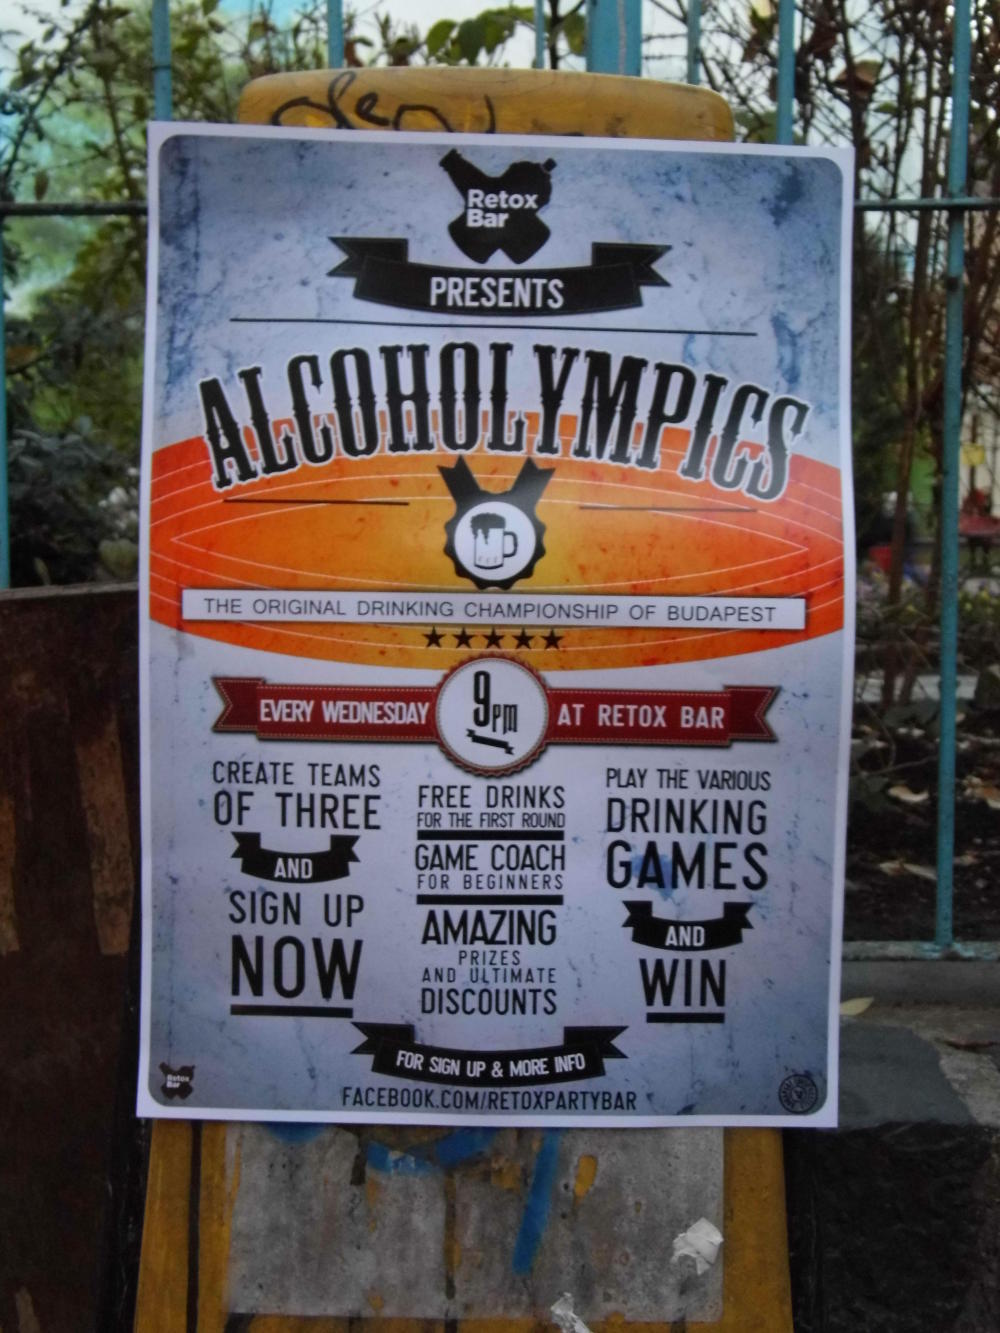 Retox
Bar
PRESENTS
ALCOHOLYMPICS
THE ORIGINAL DRINKING CHAMPIONSHIP OF BUDAPEST
EVERY WEDNESDAY
9PM
AT RETOX BAR
CREATE TEAMS
OF THREE
AND
SIGN UP
NOW
FREE DRINKS
FOR THE FIRST ROUND
GAME COACH
FOR BEGINNERS
AMAZING
PRIZES
AND ULTIMATE
DISCOUNTS
PLAY THE VARIOUS
DRINKING
GAMES
AND
WIN
FOR SIGN UP & MORE INFO
FACEBOOK.COM/RETOXPARTYBAR
Retox
Bar